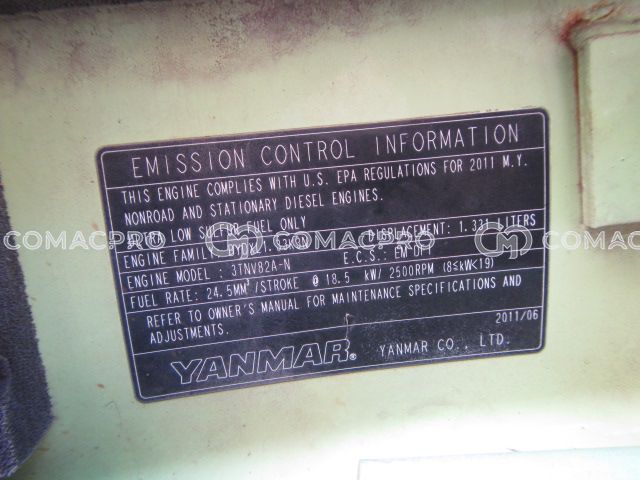 EMISSION CONTROL INFORMATION
THIS ENGINE COMPLIES WITH U.S. EPA REGULATIONS FOR 2011 M.Y.
NONROAD AND STATIONARY DIESEL ENGINES.
LOW SULFUR FUEL ONLY
ENGINE FAMILY : DISPLACEMENT: 1.331 LITERS
ENGINE MODEL : 3TNV82A-N E.C.S.: EM DFI
FUEL RATE: 24.5MM³/STROKE @ 18.5 kW/ 2500RPM (8≤kW<19)
REFER TO OWNER'S MANUAL FOR MAINTENANCE SPECIFICATIONS AND
ADJUSTMENTS.
2011/06
YANMAR® YANMAR CO., LTD.
COMACPRO COMACPRO COMACPRO